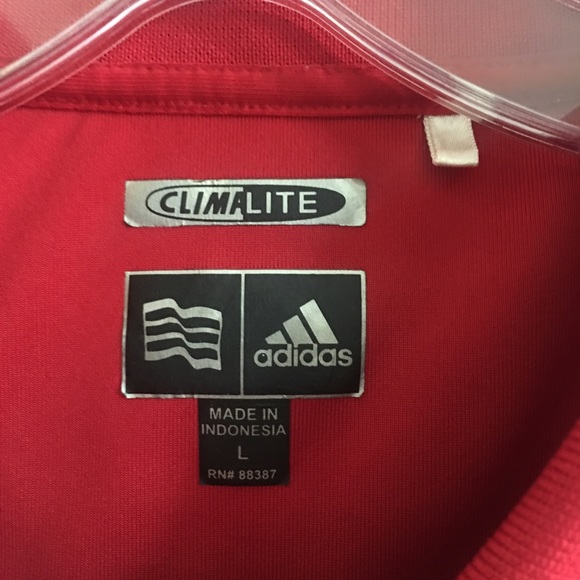 CLIMALITE
adidas
MADE IN
INDONESIA
L
RN# 88387